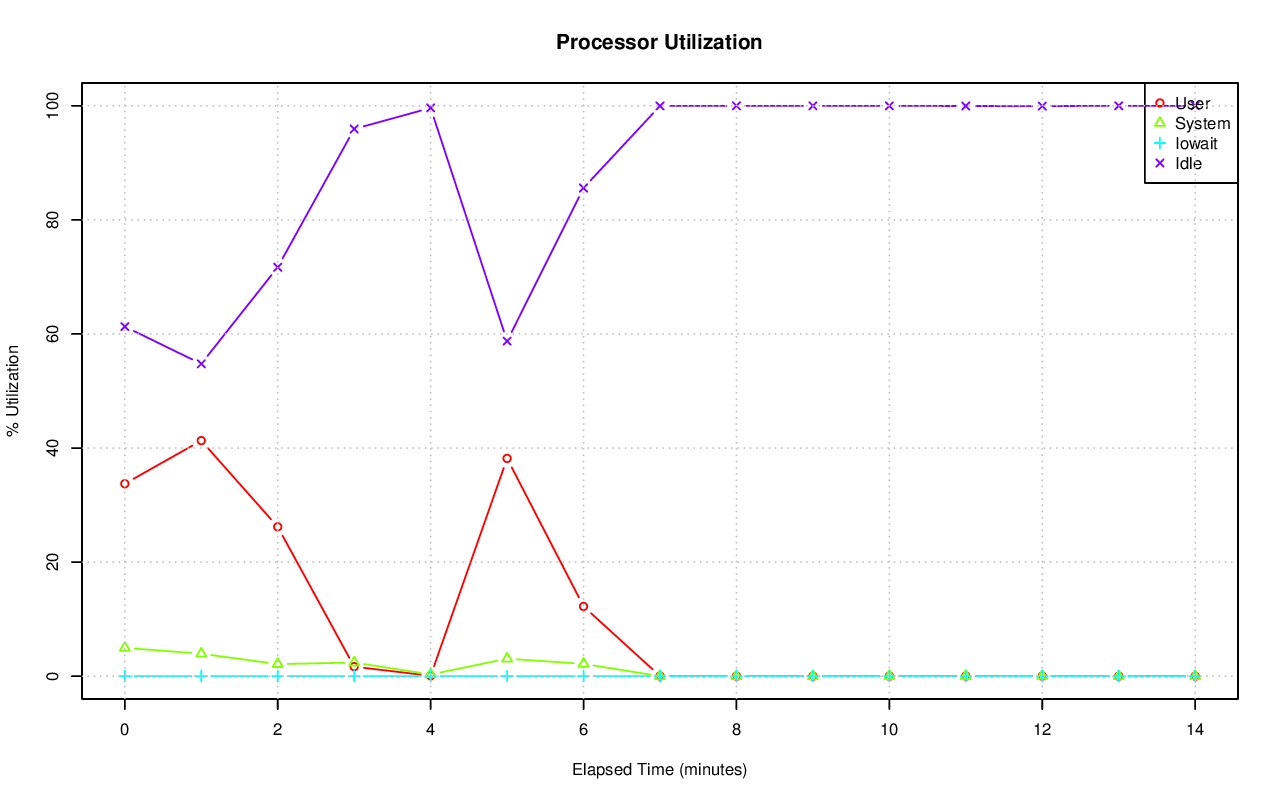 Processor Utilization
% Utilization
100
80
60
40
20
0
User
System
Iowait
Idle
0 2 4 6 8 10 12 14
Elapsed Time (minutes)